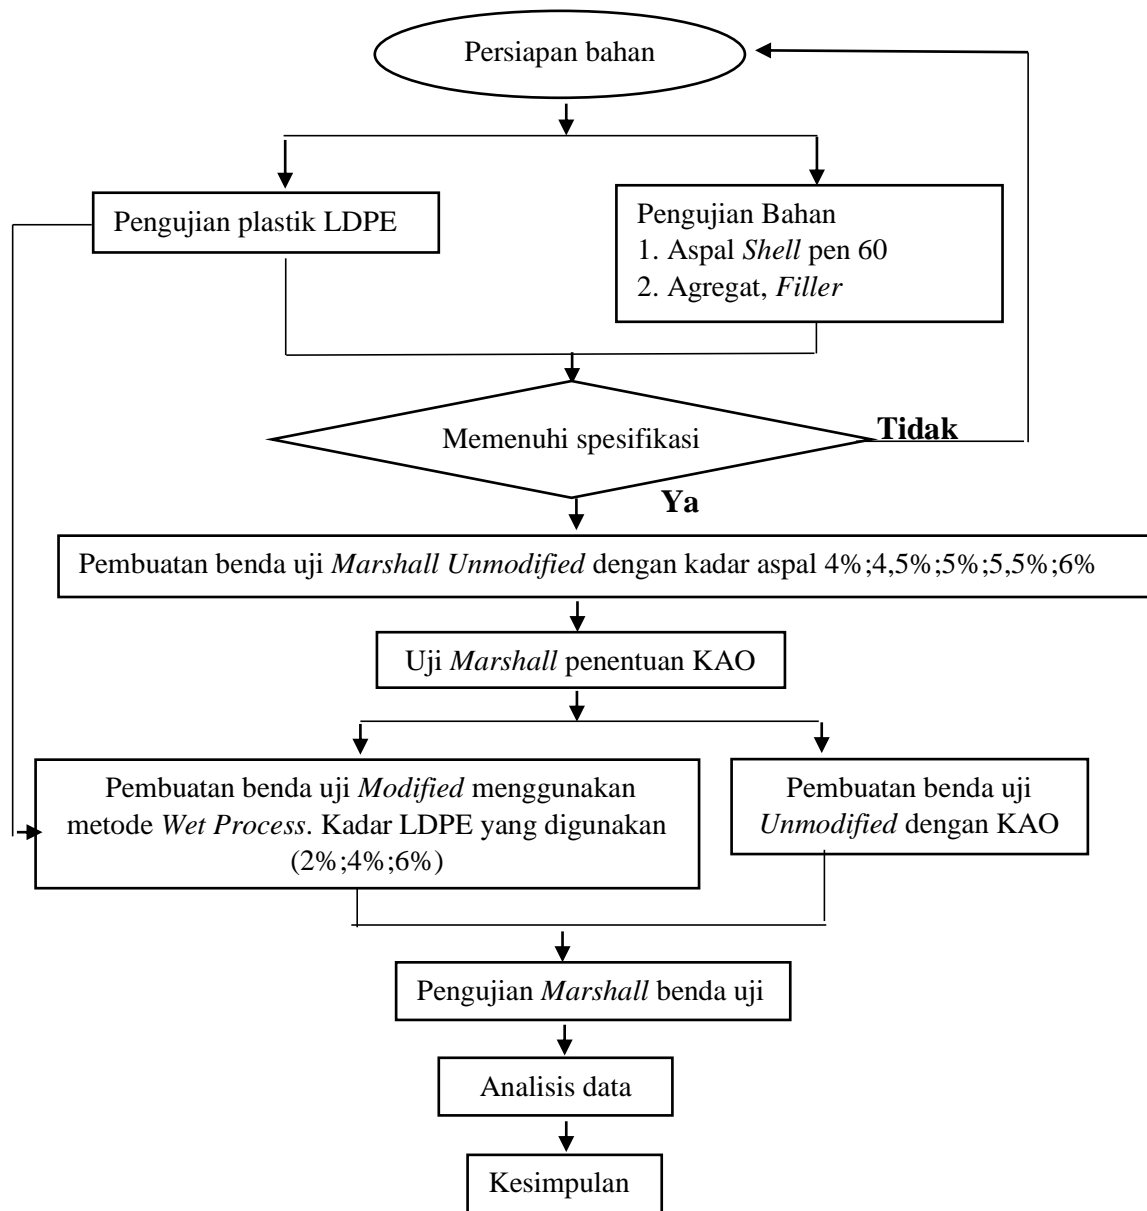 Persiapan bahan
Pengujian plastik LDPE
Pengujian Bahan
1. Aspal Shell pen 60
2. Agregat, Filler
Memenuhi spesifikasi
Tidak
Ya
Pembuatan benda uji Marshall Unmodified dengan kadar aspal 4%;4,5%;5%;5,5%;6%
Uji Marshall penentuan KAO
Pembuatan benda uji Modified menggunakan
metode Wet Process. Kadar LDPE yang digunakan
(2%;4%;6%)
Pembuatan benda uji
Unmodified dengan KAO
Pengujian Marshall benda uji
Analisis data
Kesimpulan